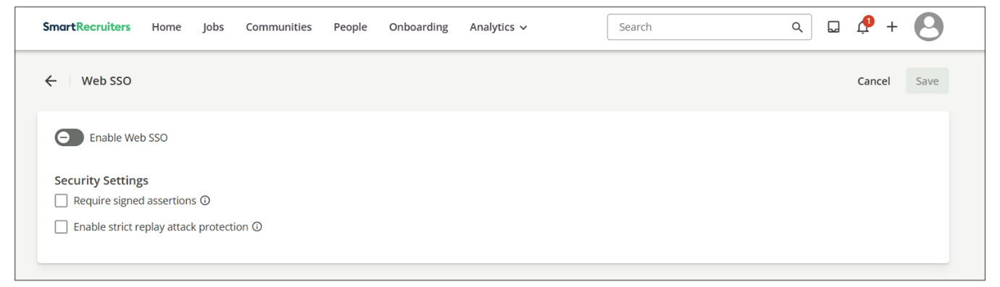 SmartRecruiters Home Jobs Communities People Onboarding Analytics Search 1
Web SSO Cancel Save
Enable Web SSO
Security Settings
Require signed assertions
Enable strict replay attack protection